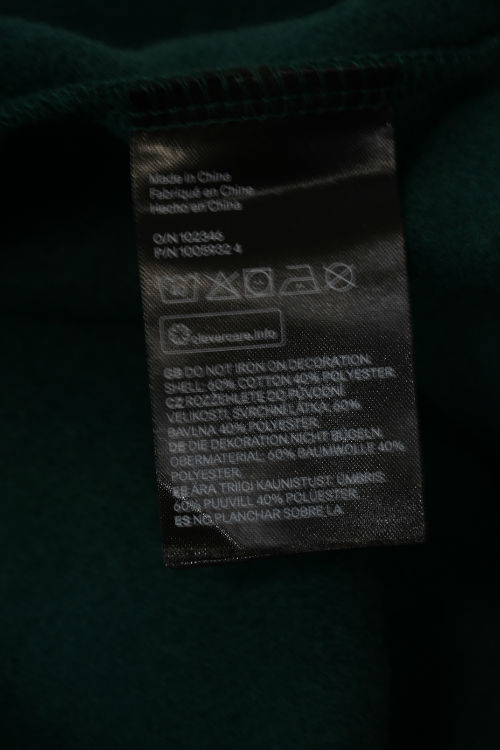 Made in China
Fabriqué en Chine
Hecho en China
O/N 102346
P/N 1005932 4
clevercare.info
GB DO NOT IRON ON DECORATION.
SHELL: 60% COTTON 40% POLYESTER.
CZ ROZŽEHLETE DO PŮVODNÍ
VELIKOSTI. SVRCHNÍ LÁTKA: 60%
BAVLNA 40% POLYESTER.
DE DIE DEKORATION NICHT BÜGELN.
OBERMATERIAL: 60% BAUMWOLLE 40%
POLYESTER.
EE ÄRA TRIIGI KAUNISTUST. ÜMBRIS:
60% PUUVILL 40% POLÜESTER.
ES NO PLANCHAR SOBRE LA